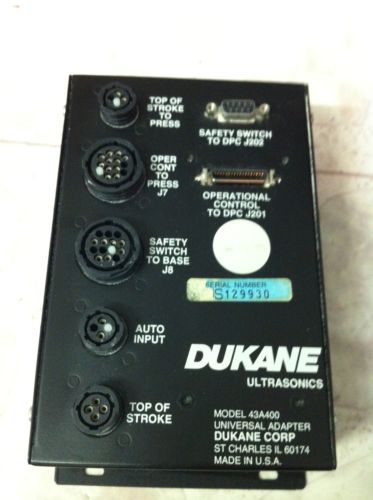 TOP OF
STROKE
TO
PRESS
SAFETY SWITCH
TO DPC J202
OPER
CONT
TO
PRESS
J7
OPERATIONAL
CONTROL
TO DPC J201
SAFETY
SWITCH
TO BASE
J8
SERIAL NUMBER
S129930
AUTO
INPUT
DUKANE
ULTRASONICS
TOP OF
STROKE
MODEL 43A400
UNIVERSAL ADAPTER
DUKANE CORP
ST CHARLES IL 60174
MADE IN U.S.A.